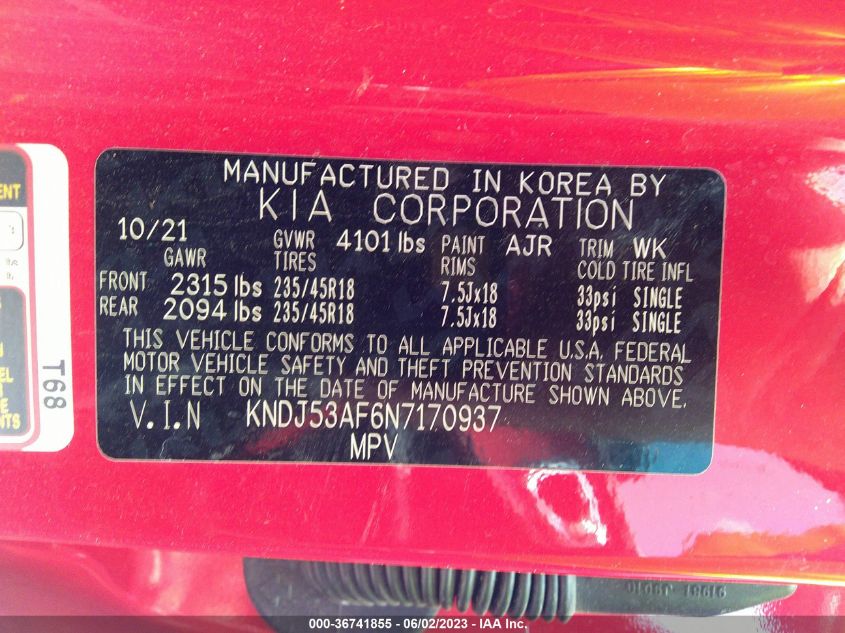 MANUFACTURED IN KOREA BY
KIA CORPORATION
10/21 GVWR 4101 lbs PAINT AJR TRIM WK
GAWR TIRES RIMS COLD TIRE INFL
FRONT 2315 lbs 235/45R18 7.5Jx18 33psi SINGLE
REAR 2094 lbs 235/45R18 7.5Jx18 33psi SINGLE
THIS VEHICLE CONFORMS TO ALL APPLICABLE U.S.A. FEDERAL
MOTOR VEHICLE SAFETY AND THEFT PREVENTION STANDARDS
IN EFFECT ON THE DATE OF MANUFACTURE SHOWN ABOVE.
V.I.N KNDJ53AF6N7170937
MPV
T68
000-36741855 - 06/02/2023 - IAA Inc.